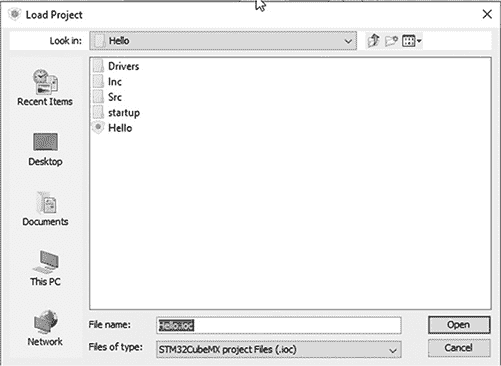 Load Project
Look in: Hello
Drivers
Inc
Src
startup
Hello
Recent Items
Desktop
Documents
This PC
Network
File name: Hello.ioc Open
Files of type: STM32CubeMX project Files (.ioc) Cancel